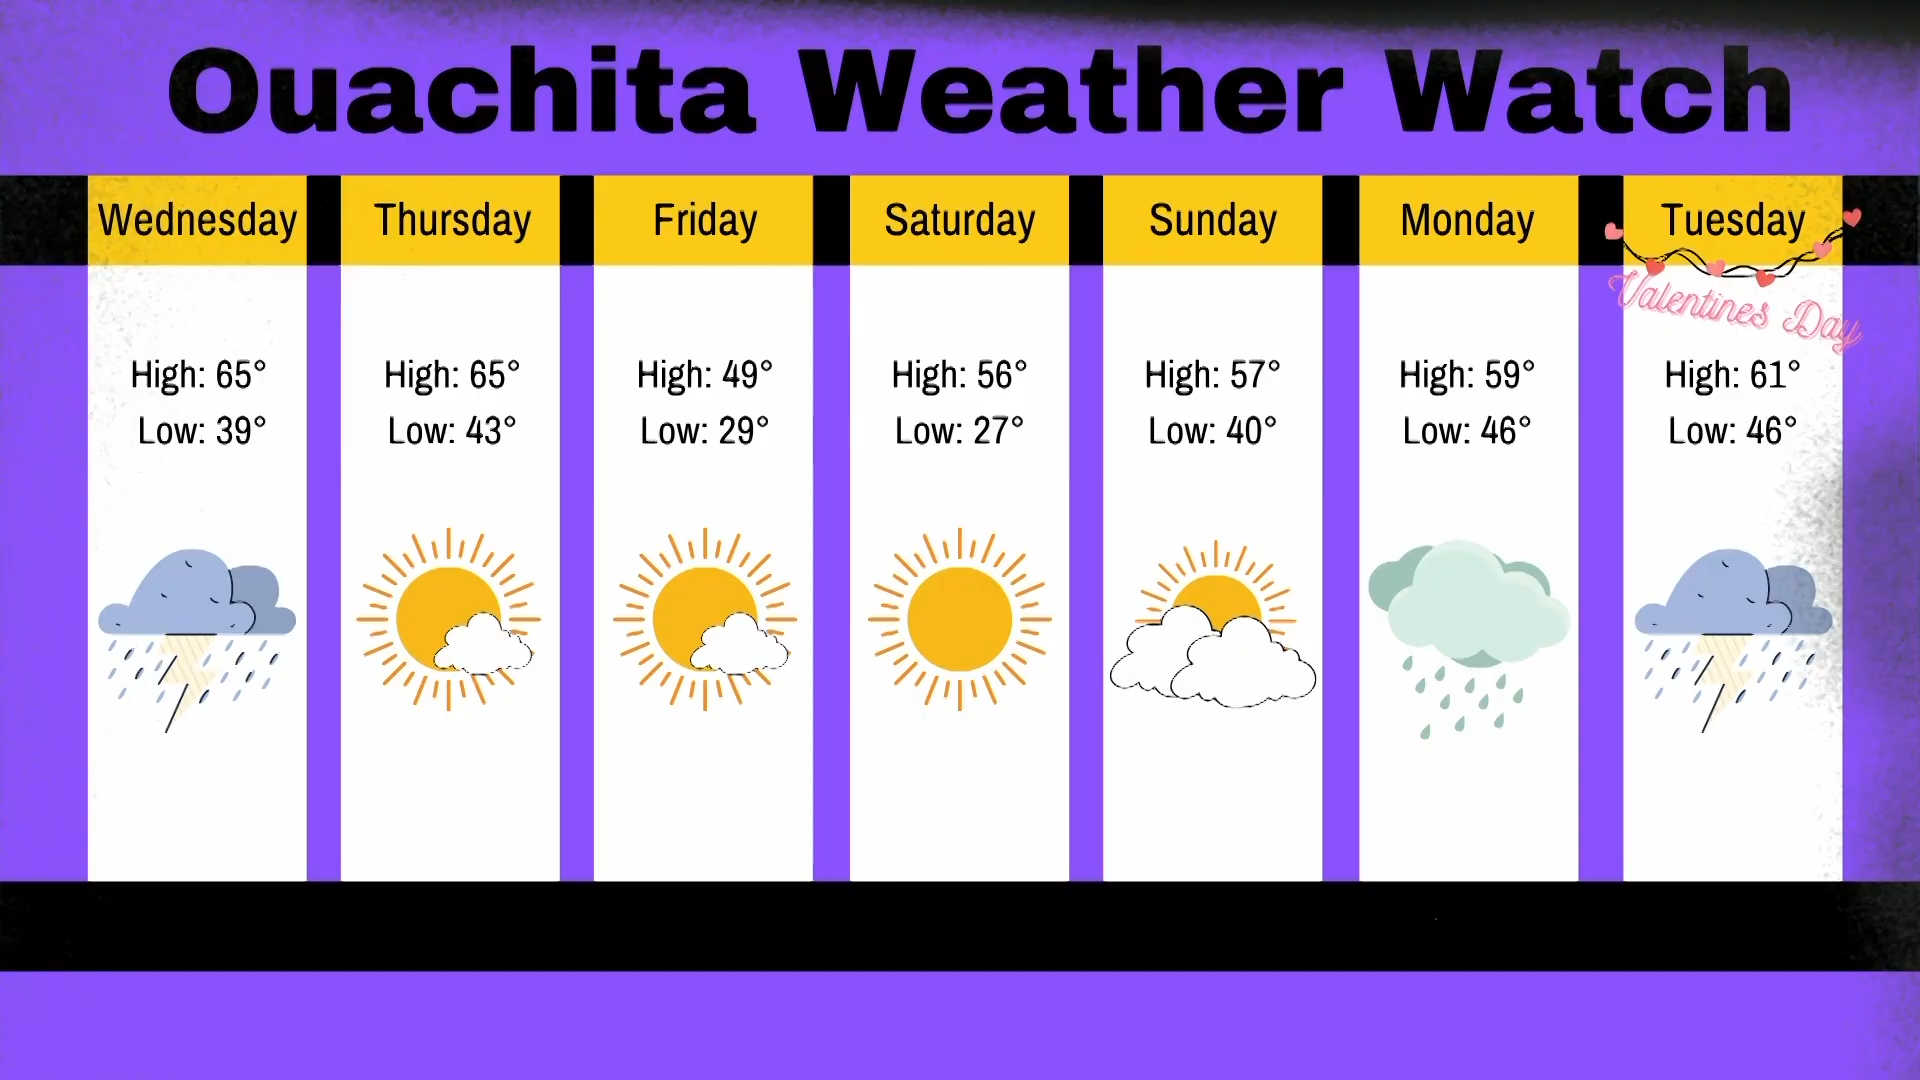 Ouachita Weather Watch
Wednesday
High: 65°
Low: 39°
Thursday
High: 65°
Low: 43°
Friday
High: 49°
Low: 29°
Saturday
High: 56°
Low: 27°
Sunday
High: 57°
Low: 40°
Monday
High: 59°
Low: 46°
Tuesday
Valentines Day
High: 61°
Low: 46°